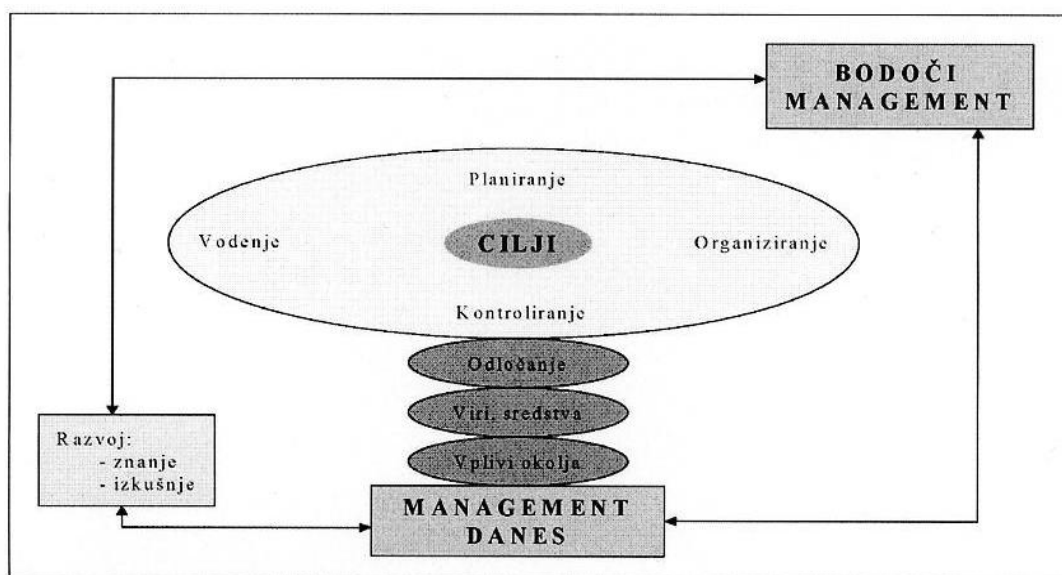 BODOČI
MANAGEMENT
Planiranje
Vodenje
CILJI
Organiziranje
Kontroliranje
Odločanje
Viri, sredstva
Vplivi okolja
Razvoj:
- znanje
- izkušnje
MANAGEMENT
DANES